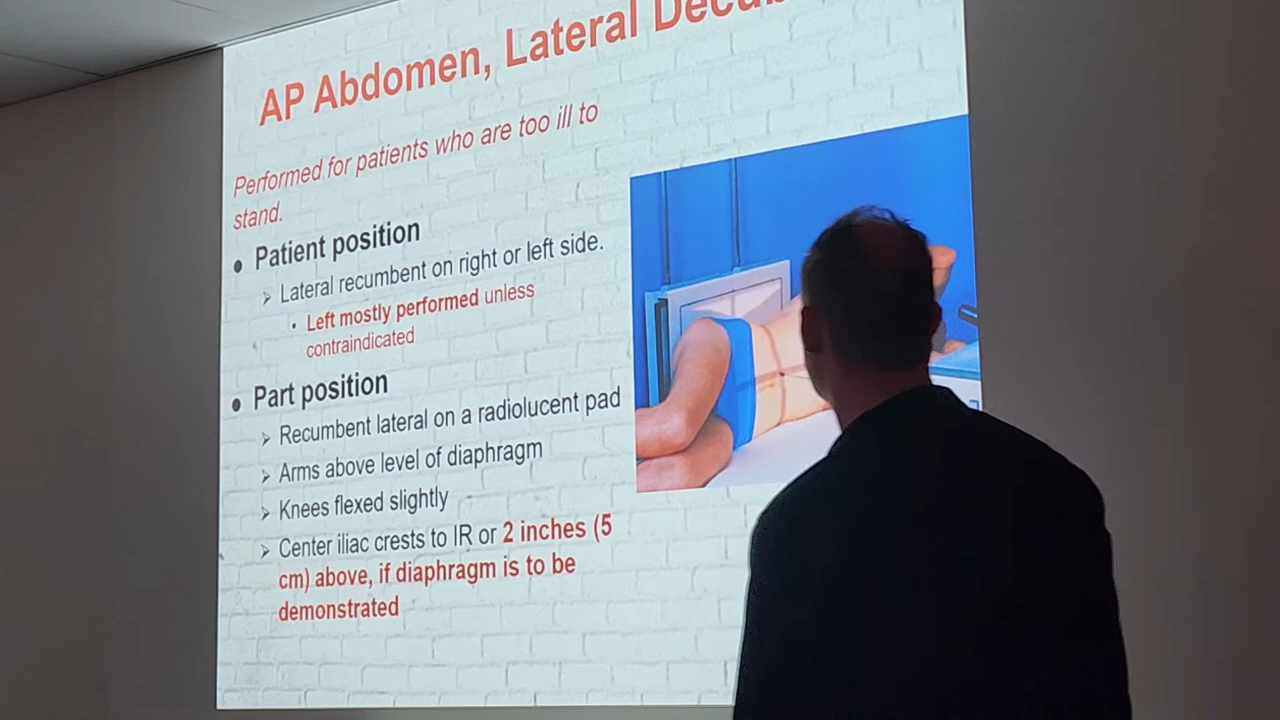 AP Abdomen, Lateral
Performed for patients who are too ill to
stand.
• Patient position
➢ Lateral recumbent on right or left side.
• Left mostly performed unless
contraindicated
• Part position
➢ Recumbent lateral on a radiolucent pad
➢ Arms above level of diaphragm
➢ Knees flexed slightly
➢ Center iliac crests to IR or 2 inches (5
cm) above, if diaphragm is to be
demonstrated